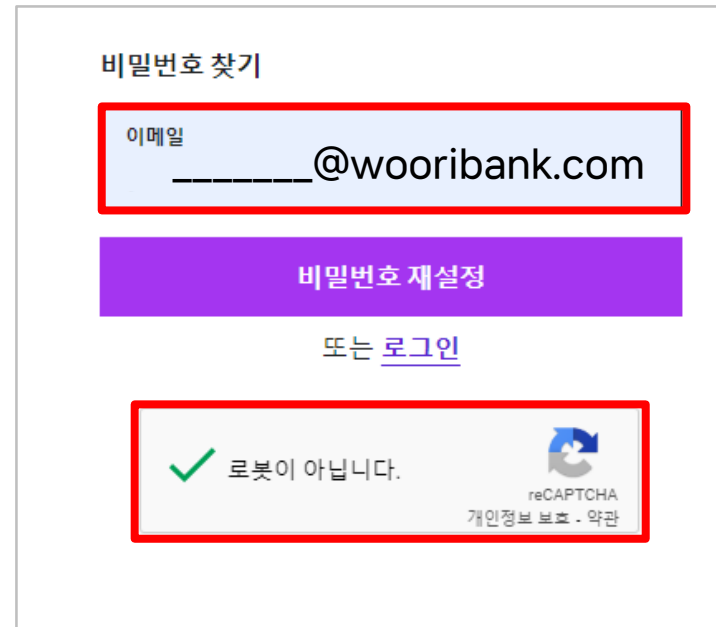 비밀번호 찾기
이메일
_______@wooribank.com
비밀번호 재설정
또는 로그인
로봇이 아닙니다.
reCAPTCHA
개인정보 보호 - 약관